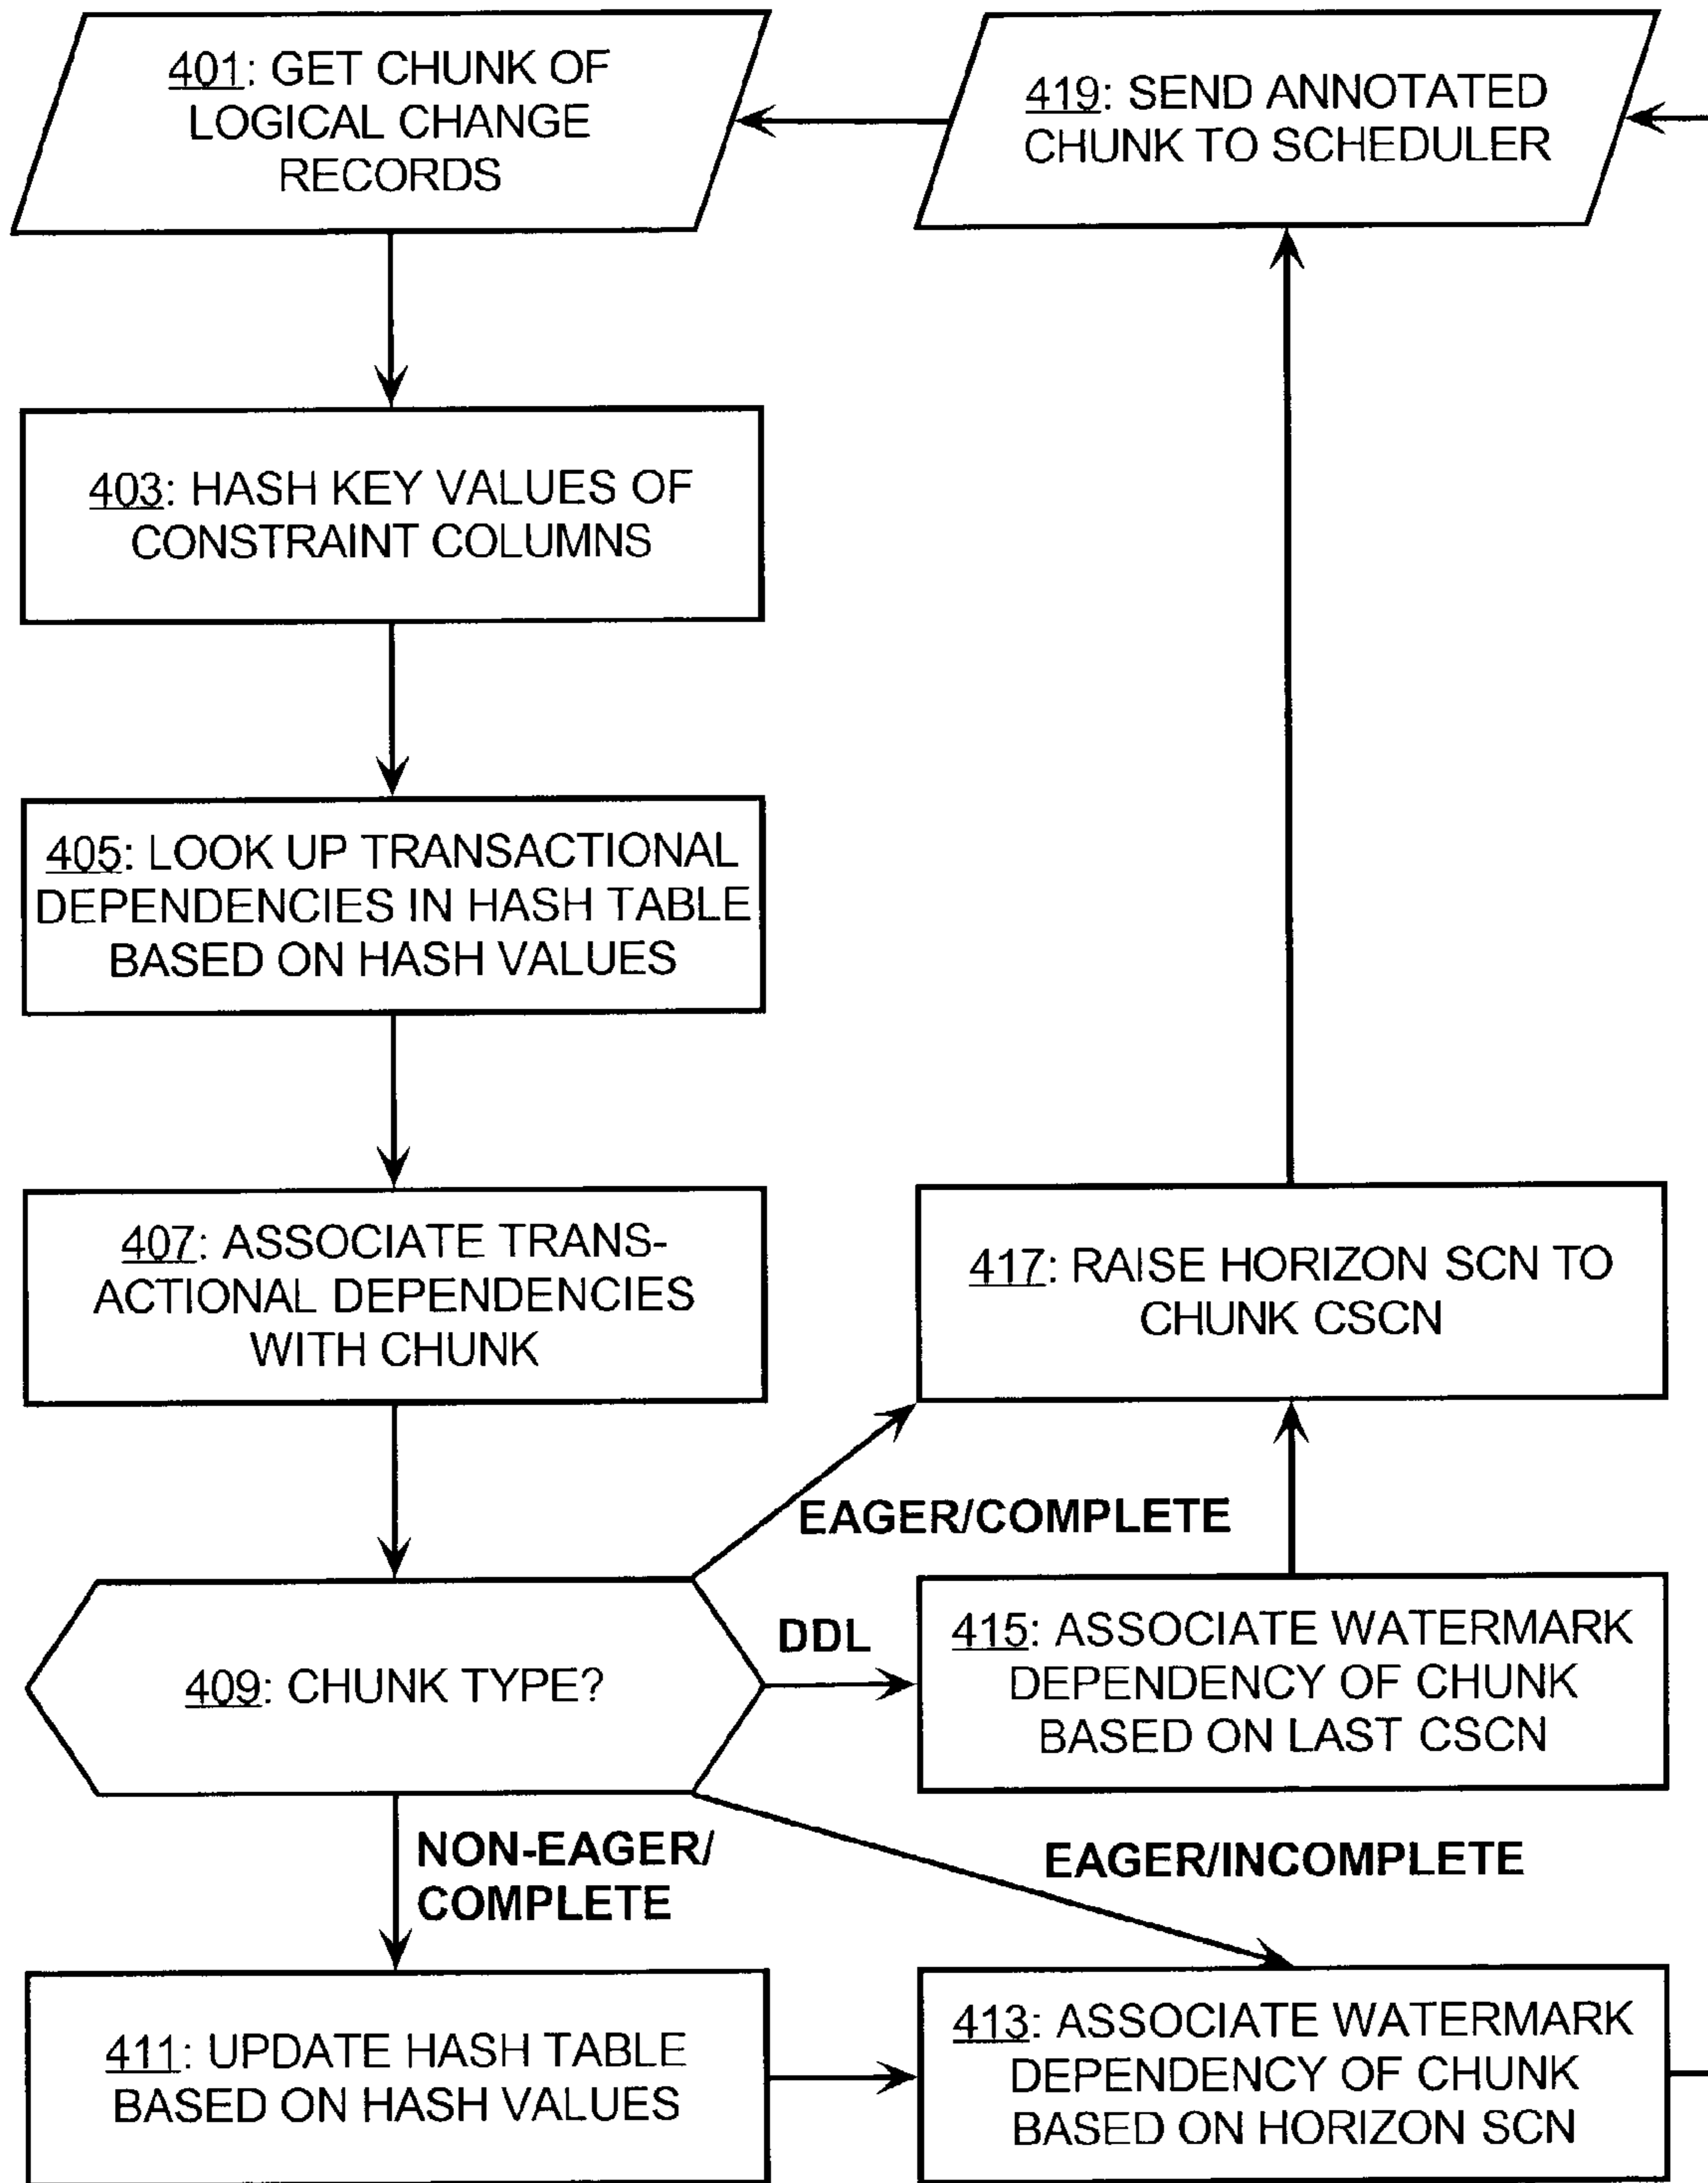 401: GET CHUNK OF
LOGICAL CHANGE
RECORDS
419: SEND ANNOTATED
CHUNK TO SCHEDULER
403: HASH KEY VALUES OF
CONSTRAINT COLUMNS
405: LOOK UP TRANSACTIONAL
DEPENDENCIES IN HASH TABLE
BASED ON HASH VALUES
407: ASSOCIATE TRANS-
ACTIONAL DEPENDENCIES
WITH CHUNK
417: RAISE HORIZON SCN TO
CHUNK CSCN
EAGER/COMPLETE
409: CHUNK TYPE?
DDL
415: ASSOCIATE WATERMARK
DEPENDENCY OF CHUNK
BASED ON LAST CSCN
NON-EAGER/
COMPLETE
EAGER/INCOMPLETE
411: UPDATE HASH TABLE
BASED ON HASH VALUES
413: ASSOCIATE WATERMARK
DEPENDENCY OF CHUNK
BASED ON HORIZON SCN